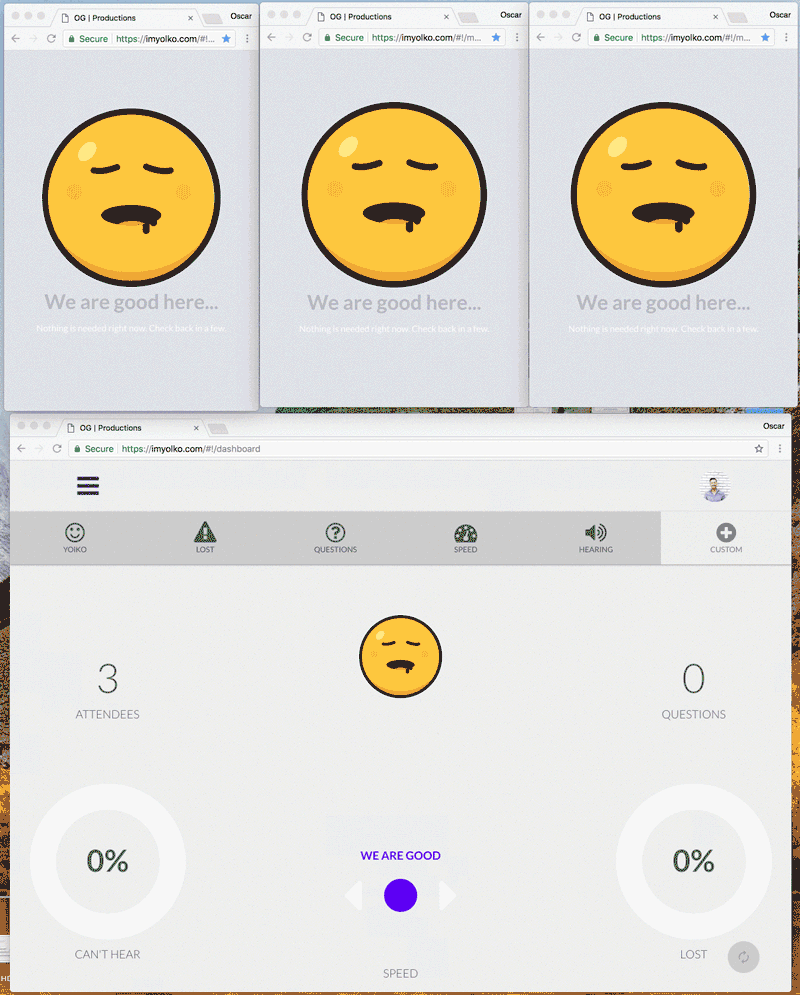 OG | Productions
Oscar
Secure
https://imyolko.com/#!...
We are good here...
Nothing is needed right now. Check back in a few.
OG | Productions
Oscar
Secure
https://imyolko.com/#!/m...
We are good here...
Nothing is needed right now. Check back in a few.
OG | Productions
Oscar
Secure
https://imyolko.com/#!/m...
We are good here...
Nothing is needed right now. Check back in a few.
OG | Productions
Oscar
Secure
https://imyolko.com/#!/dashboard
YOIKO
LOST
QUESTIONS
SPEED
HEARING
CUSTOM
3
ATTENDEES
0
QUESTIONS
0%
CAN'T HEAR
WE ARE GOOD
SPEED
0%
LOST